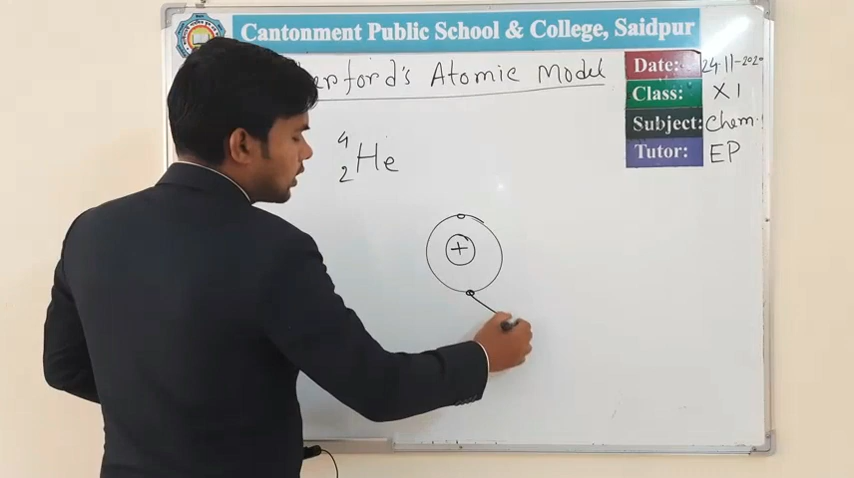 Cantonment Public School & College, Saidpur
erford's Atomic Model
Date: 24-11-2020
Class: XI
Subject: Chem.
Tutor: EP
4
2 He
+